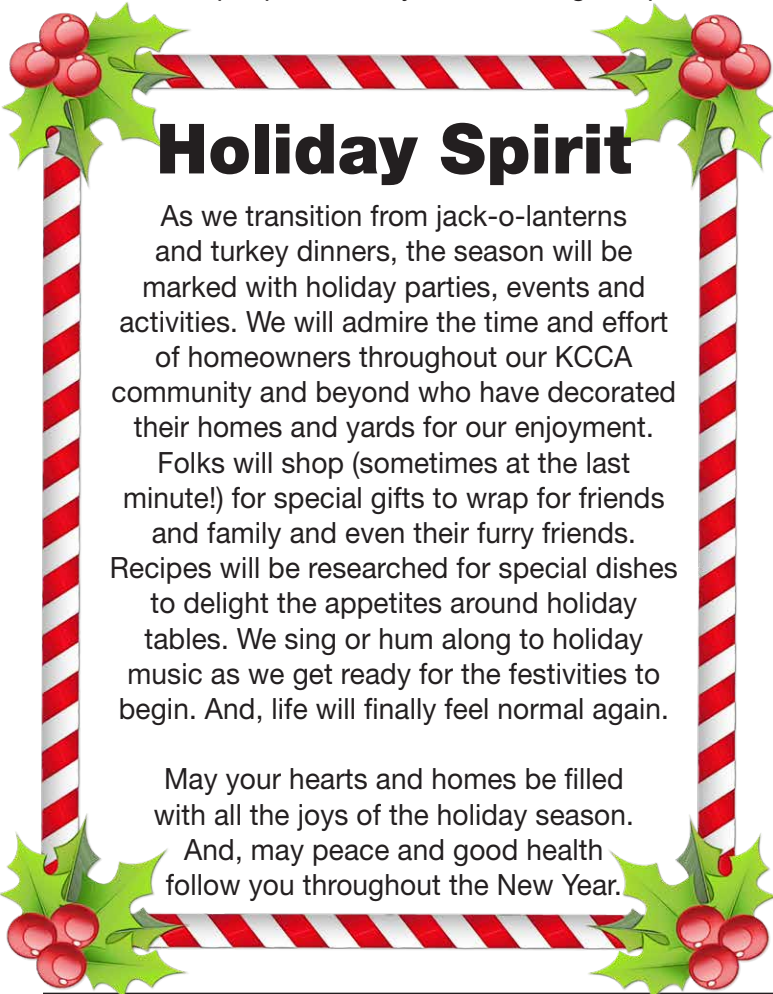 Holiday Spirit
As we transition from jack-o-lanterns
and turkey dinners, the season will be
marked with holiday parties, events and
activities. We will admire the time and effort
of homeowners throughout our KCCA
community and beyond who have decorated
their homes and yards for our enjoyment.
Folks will shop (sometimes at the last
minute!) for special gifts to wrap for friends
and family and even their furry friends.
Recipes will be researched for special dishes
to delight the appetites around holiday
tables. We sing or hum along to holiday
music as we get ready for the festivities to
begin. And, life will finally feel normal again.
May your hearts and homes be filled
with all the joys of the holiday season.
And, may peace and good health
follow you throughout the New Year.